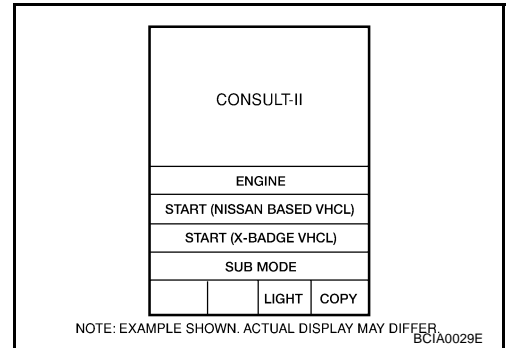 CONSULT-II
ENGINE
START (NISSAN BASED VHCL)
START (X-BADGE VHCL)
SUB MODE
LIGHT COPY
NOTE: EXAMPLE SHOWN. ACTUAL DISPLAY MAY DIFFER.
BCIA0029E